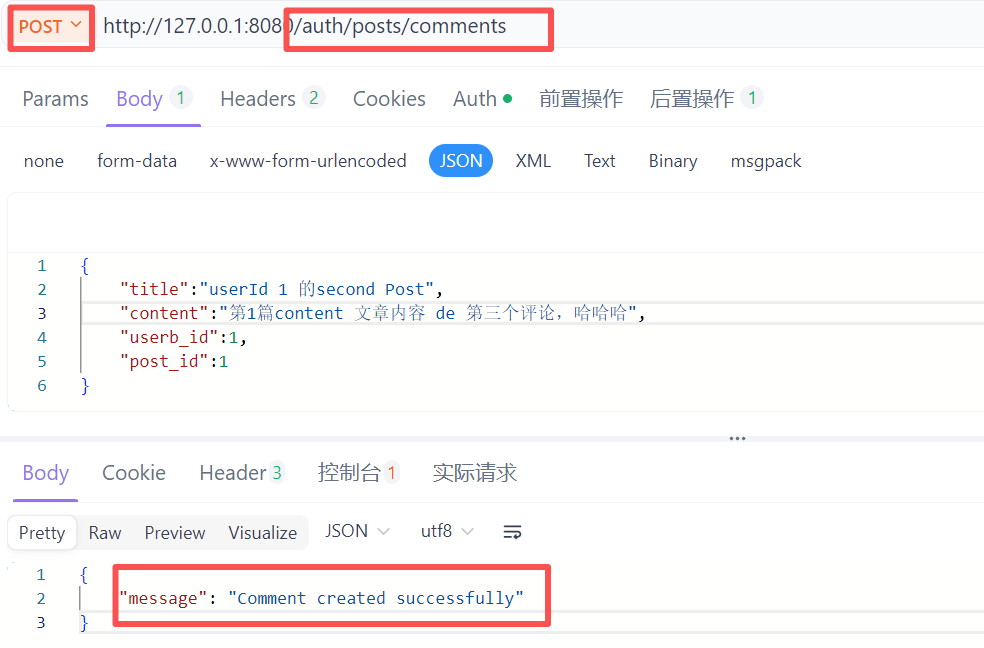 POST http://127.0.0.1:8080/auth/posts/comments
Params Body 1 Headers 2 Cookies Auth 前置操作 后置操作 1
none form-data x-www-form-urlencoded JSON XML Text Binary msgpack
1 {
2 "title":"userId 1 的second Post",
3 "content":"第1篇content 文章内容 de 第三个评论，哈哈哈",
4 "userb_id":1,
5 "post_id":1
6 }
Body Cookie Header 3 控制台 1 实际请求
Pretty Raw Preview Visualize JSON utf8
1 {
2 "message": "Comment created successfully"
3 }